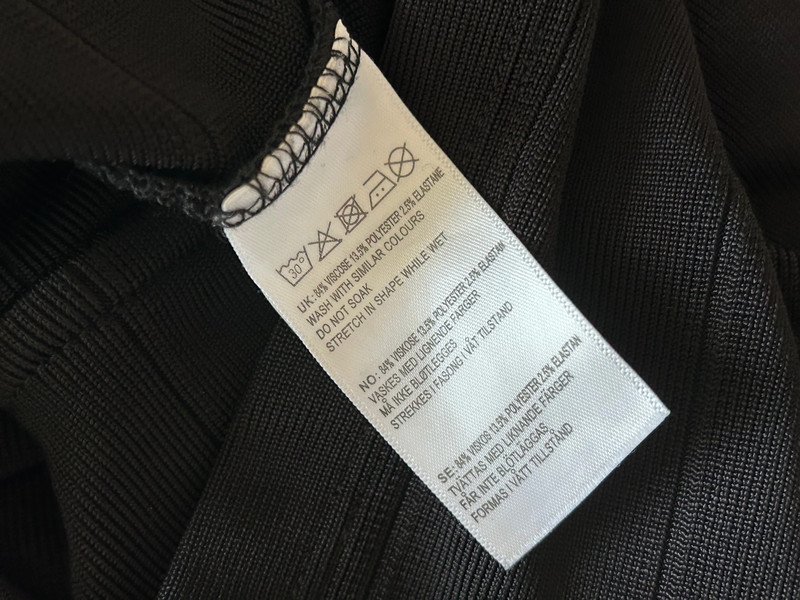 30°
UK: 84% VISCOSE 13.5% POLYESTER 2.5% ELASTANE
WASH WITH SIMILAR COLOURS
DO NOT SOAK
STRETCH IN SHAPE WHILE WET
NO: 84% VISKOSE 13.5% POLYESTER 2.5% ELASTAN
VASKES MED LIGNENDE FARGER
MÅ IKKE BLØTLEGGES
STREKKES I FASONG I VÅT TILSTAND
SE: 84% VISKOS 13.5% POLYESTER 2.5% ELASTAN
TVÄTTAS MED LIKNANDE FÄRGER
FÅR INTE BLÖTLÄGGAS
FORMAS I VÅTT TILLSTÅND